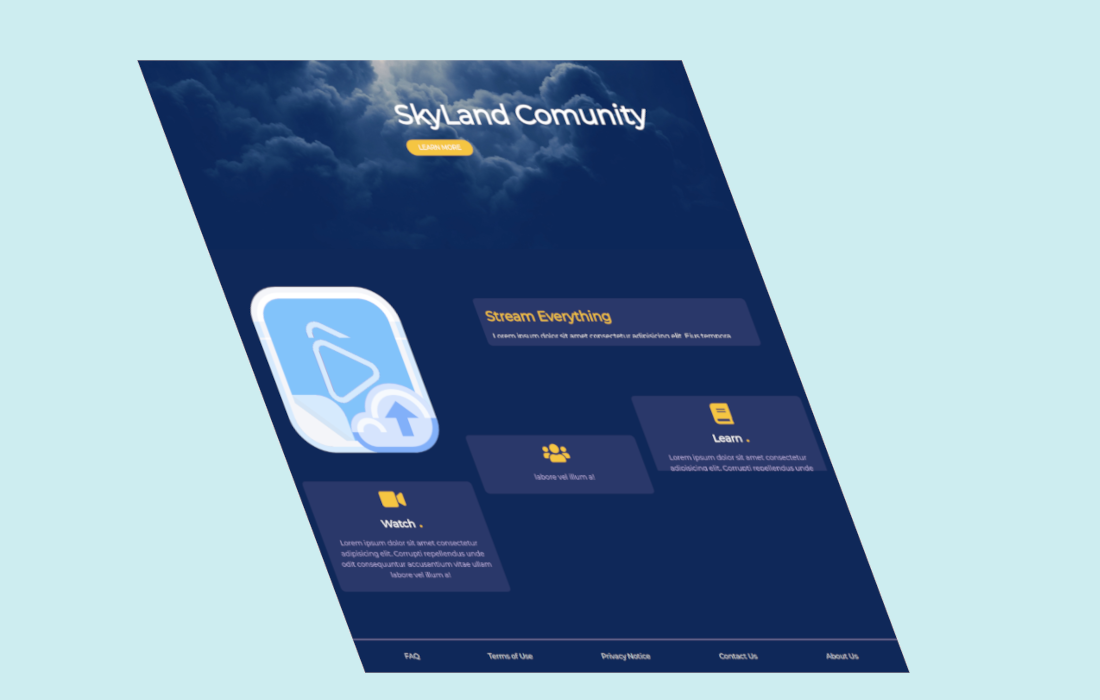 SkyLand Comunity
LEARN MORE
Stream Everything
Lorem ipsum dolor sit amet consectetur adipisicing elit. Eius tempora
Learn .
Lorem ipsum dolor sit amet consectetur
adipisicing elit. Corrupti repellendus unde
labore vel illum a!
Watch .
Lorem ipsum dolor sit amet consectetur
adipisicing elit. Corrupti repellendus unde
odit consequuntur accusantium vitae ullam
labore vel illum a!
FAQ
Terms of Use
Privacy Notice
Contact Us
About Us